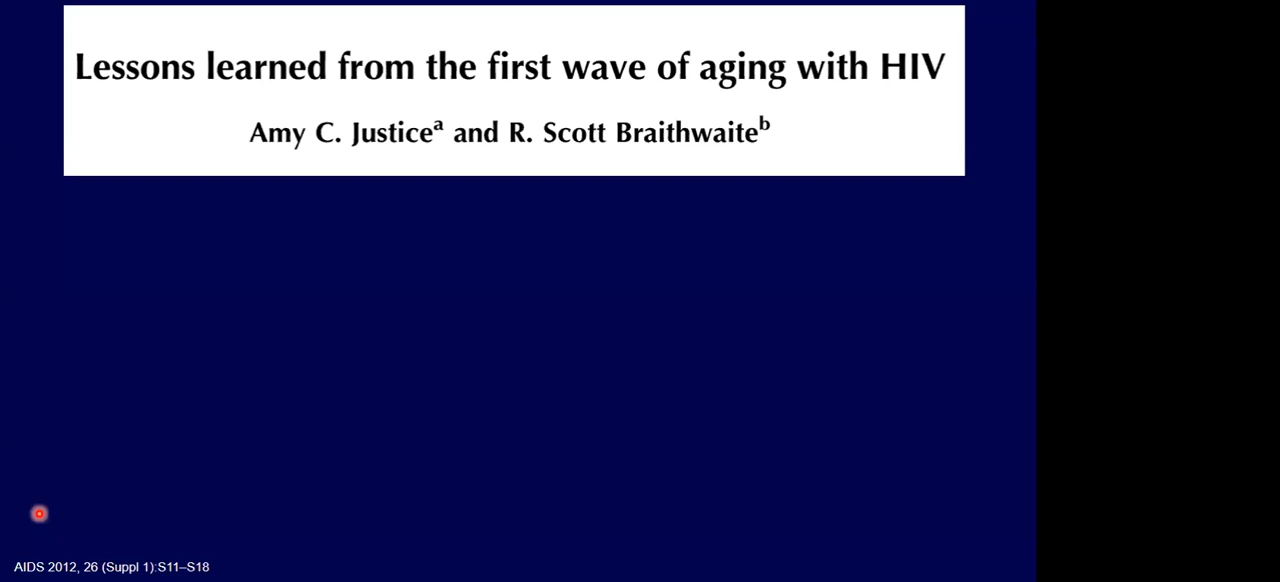 Lessons learned from the first wave of aging with HIV
Amy C. Justiceᵃ and R. Scott Braithwaiteᵇ
AIDS 2012, 26 (Suppl 1):S11–S18